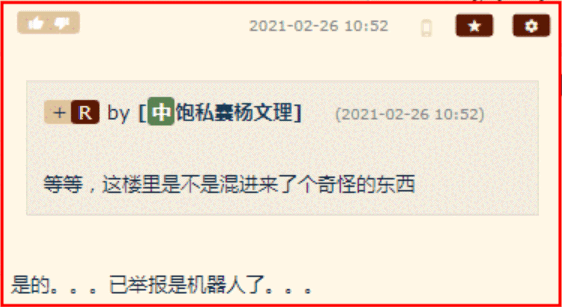 2021-02-26 10:52
+ R by [中饱私囊杨文理] (2021-02-26 10:52)
等等，这楼里是不是混进来了个奇怪的东西
是的。。。已举报是机器人了。。。